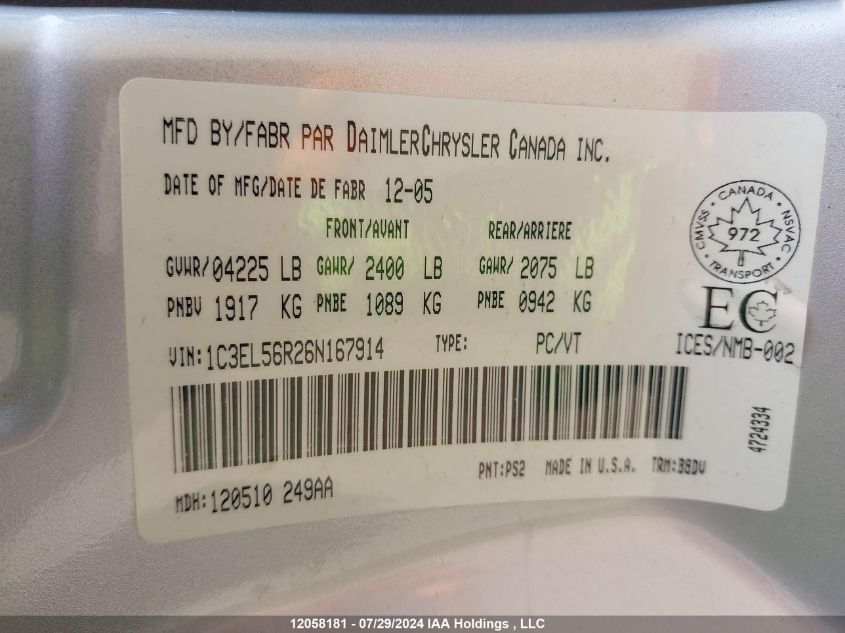 MFD BY/FABR PAR DAIMLERCHRYSLER CANADA INC.
DATE OF MFG/DATE DE FABR 12-05
FRONT/AVANT REAR/ARRIERE
GVWR/04225 LB GAWR/ 2400 LB GAWR/ 2075 LB
PNBV 1917 KG PNBE 1089 KG PNBE 0942 KG
VIN:1C3EL56R26N167914 TYPE: PC/VT
CANADA
CMVSS 972 NSVAC
TRANSPORT
EC
ICES/NMB-002
4724334
PNT:PS2 MADE IN U.S.A. TRM:38DV
MDH:120510 249AA
12058181 - 07/29/2024 IAA Holdings , LLC